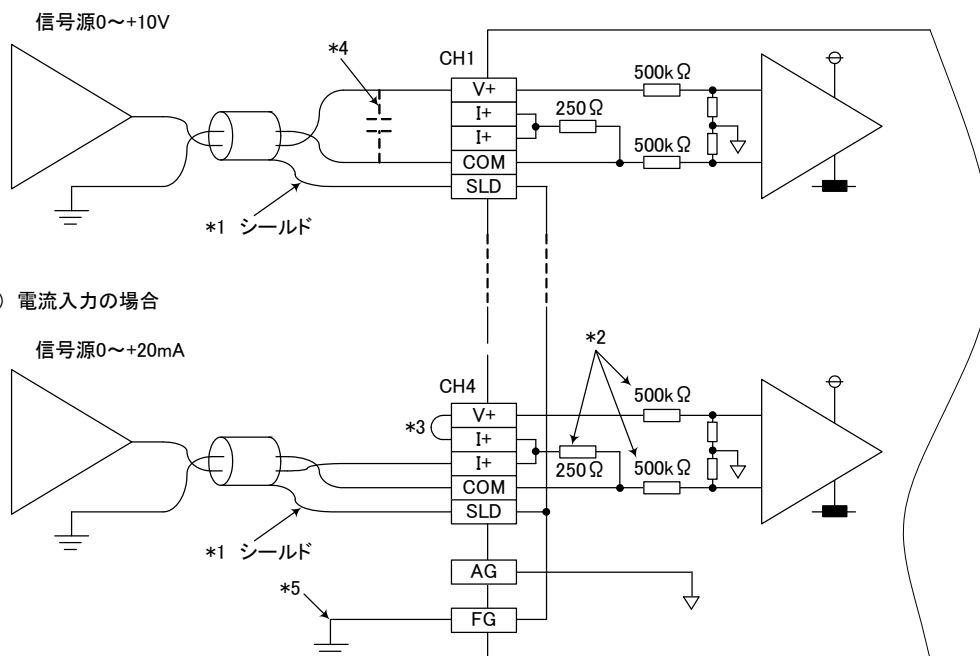 信号源0～+10V
*4
CH1
V+
I+
I+
COM
SLD
250Ω
500kΩ
500kΩ
*1 シールド
) 電流入力の場合
信号源0～+20mA
*2
CH4
*3
V+
I+
I+
COM
SLD
250Ω
500kΩ
500kΩ
*1 シールド
AG
*5
FG